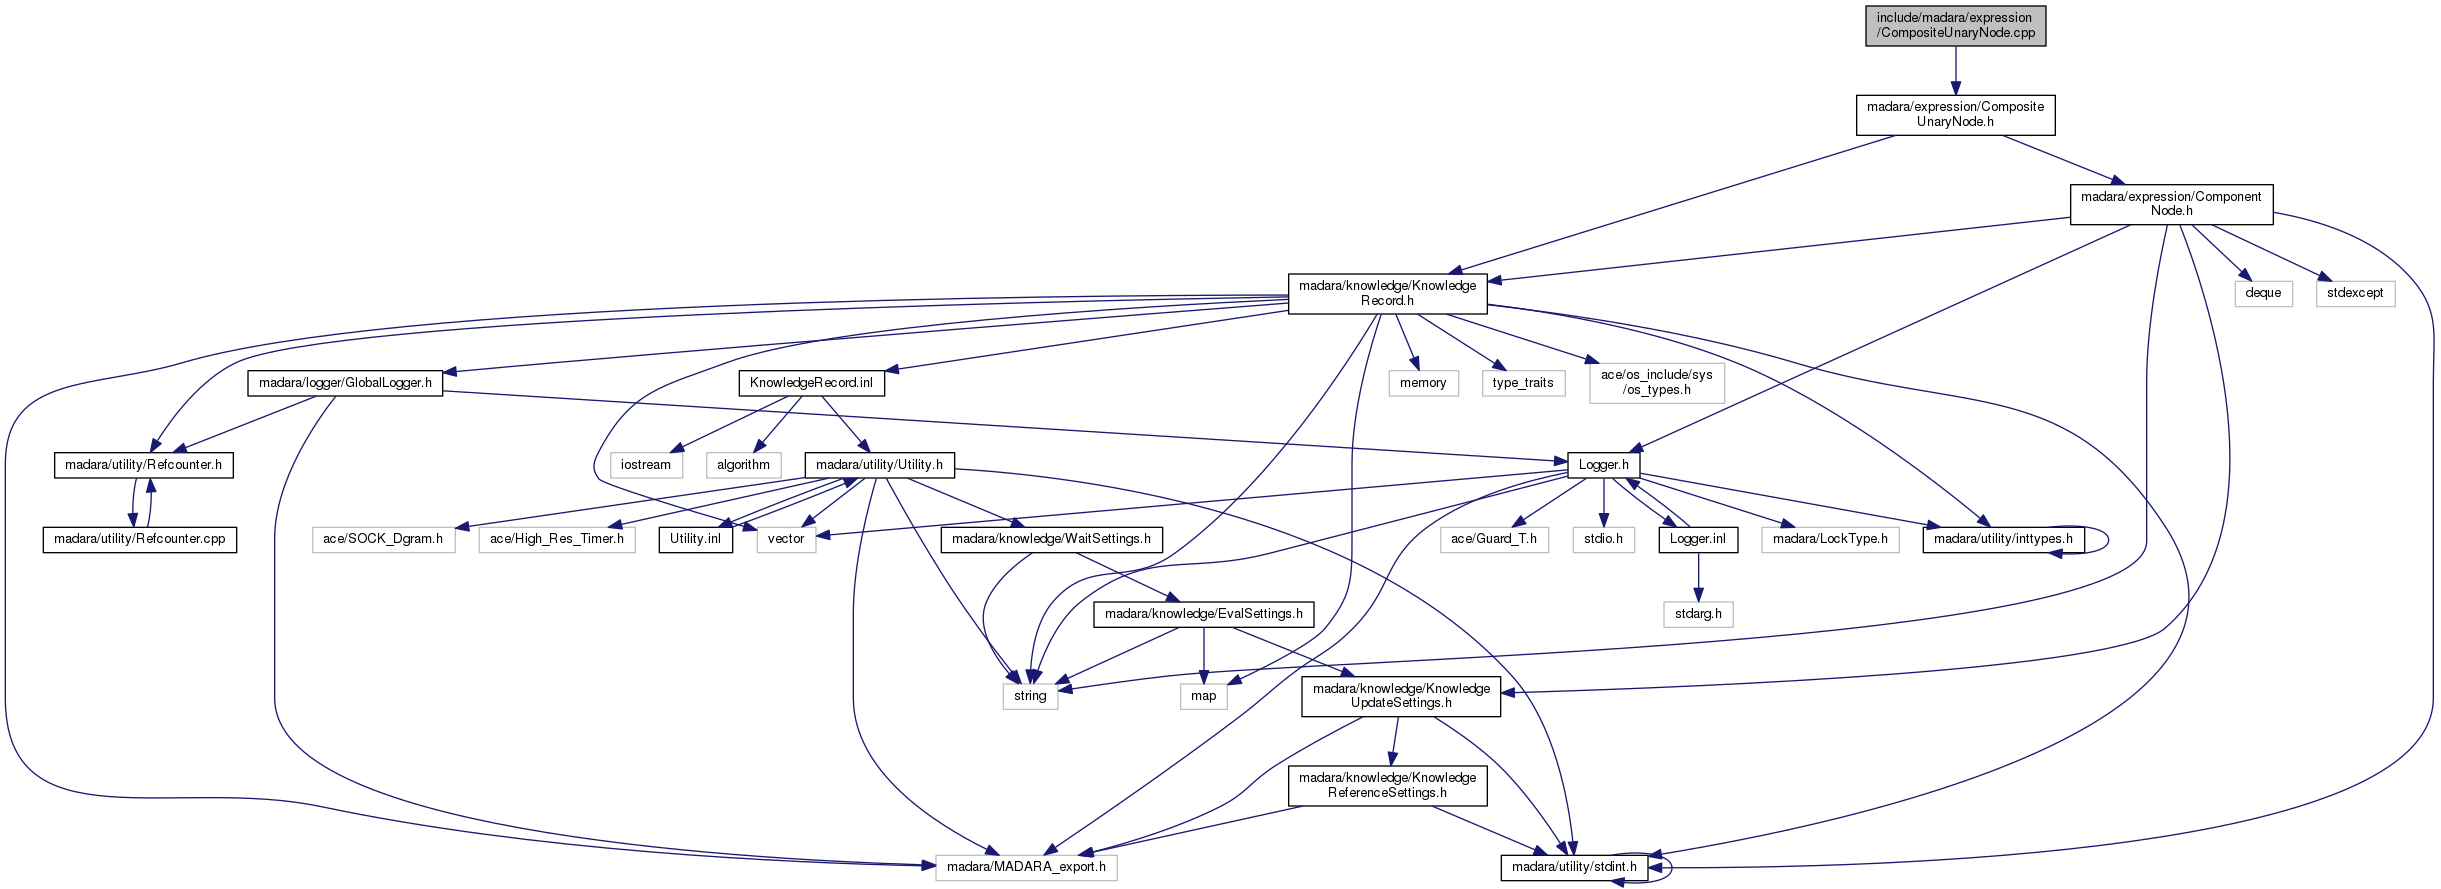 include/madara/expression
/CompositeUnaryNode.cpp
madara/expression/Composite
UnaryNode.h
madara/expression/Component
Node.h
madara/knowledge/Knowledge
Record.h
deque
stdexcept
madara/logger/GlobalLogger.h
KnowledgeRecord.inl
memory
type_traits
ace/os_include/sys
/os_types.h
madara/utility/Refcounter.h
iostream
algorithm
madara/utility/Utility.h
Logger.h
madara/utility/Refcounter.cpp
ace/SOCK_Dgram.h
ace/High_Res_Timer.h
Utility.inl
vector
madara/knowledge/WaitSettings.h
ace/Guard_T.h
stdio.h
Logger.inl
madara/LockType.h
madara/utility/inttypes.h
madara/knowledge/EvalSettings.h
stdarg.h
string
map
madara/knowledge/Knowledge
UpdateSettings.h
madara/knowledge/Knowledge
ReferenceSettings.h
madara/MADARA_export.h
madara/utility/stdint.h